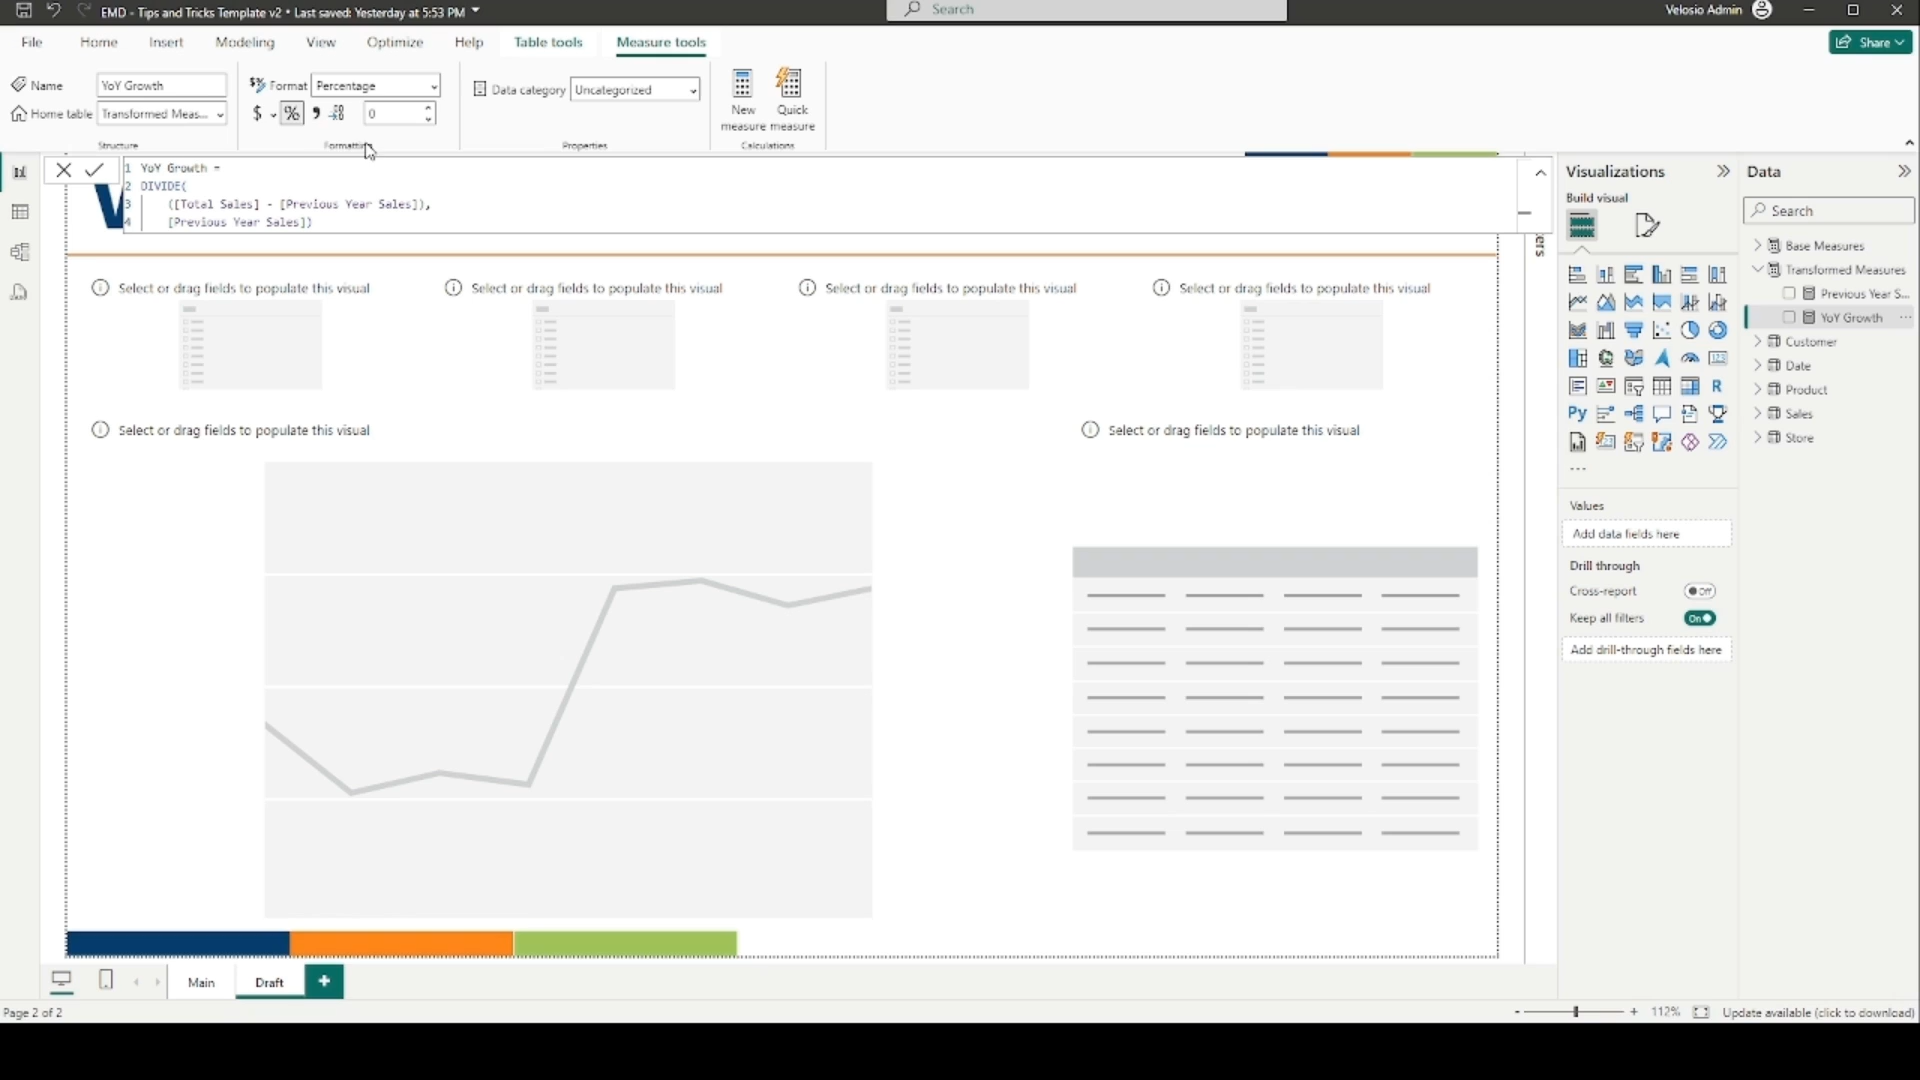 EMD - Tips and Tricks Template v2 • Last saved: Yesterday at 5:53 PM
Search
Velosio Admin
File Home Insert Modeling View Optimize Help Table tools Measure tools
Share
Name YoY Growth
Format Percentage
Data category Uncategorized
New measure
Quick measure
Home table Transformed Meas...
$ % 0
Structure
Formatting
Properties
Calculations
1 YoY Growth =
2 DIVIDE(
3 ([Total Sales] - [Previous Year Sales]),
4 [Previous Year Sales])
Select or drag fields to populate this visual
Select or drag fields to populate this visual
Select or drag fields to populate this visual
Select or drag fields to populate this visual
Select or drag fields to populate this visual
Select or drag fields to populate this visual
Visualizations
Build visual
R
Py
...
Values
Add data fields here
Drill through
Cross-report Off
Keep all filters On
Add drill-through fields here
Data
Search
Base Measures
Transformed Measures
Previous Year S...
YoY Growth ...
Customer
Date
Product
Sales
Store
Main
Draft
+
Page 2 of 2
- + 112%
Update available (click to download)